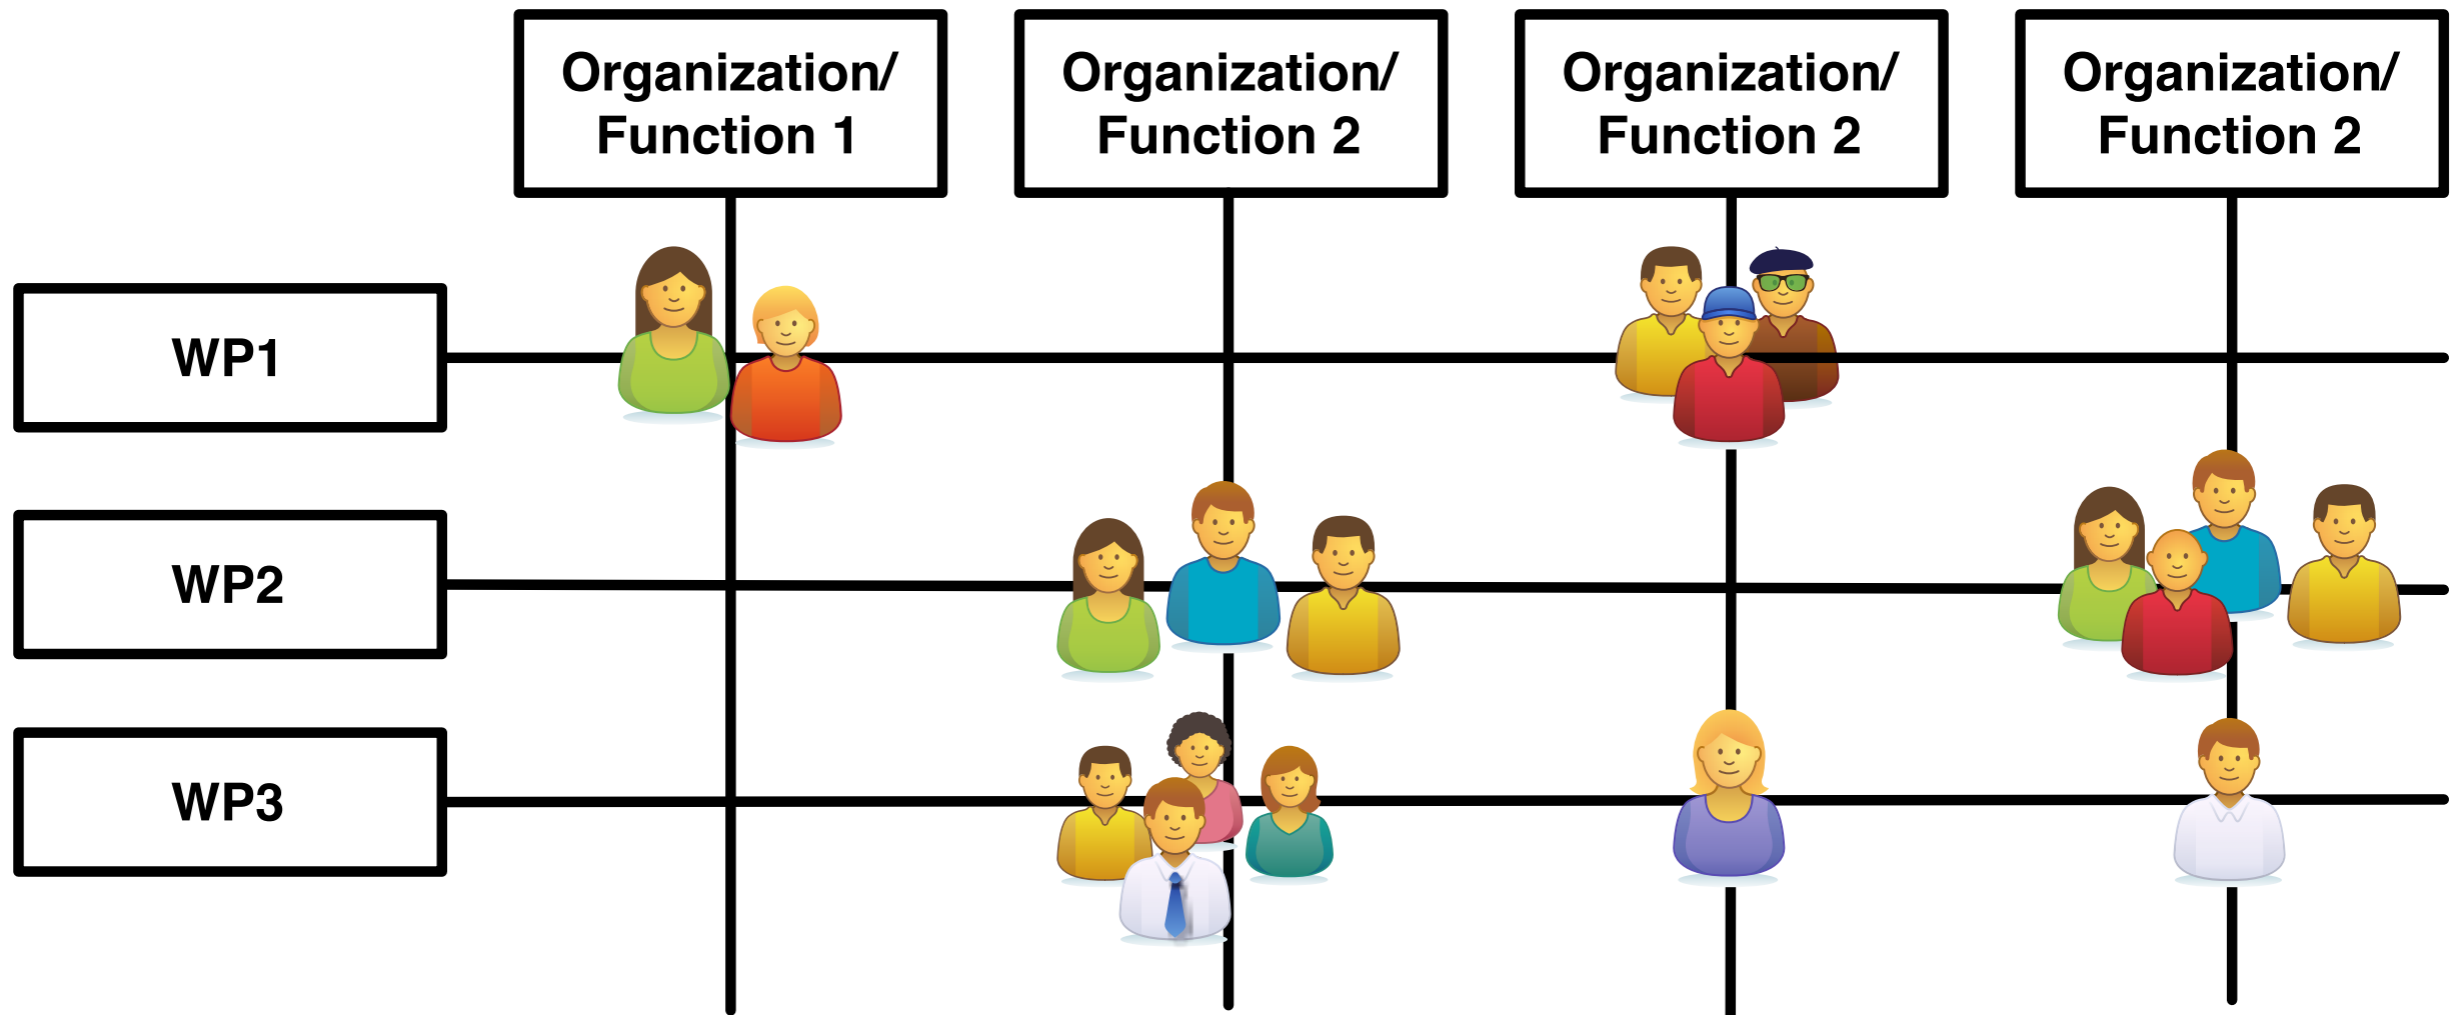 Organization/
Function 1
Organization/
Function 2
Organization/
Function 2
Organization/
Function 2
WP1
WP2
WP3